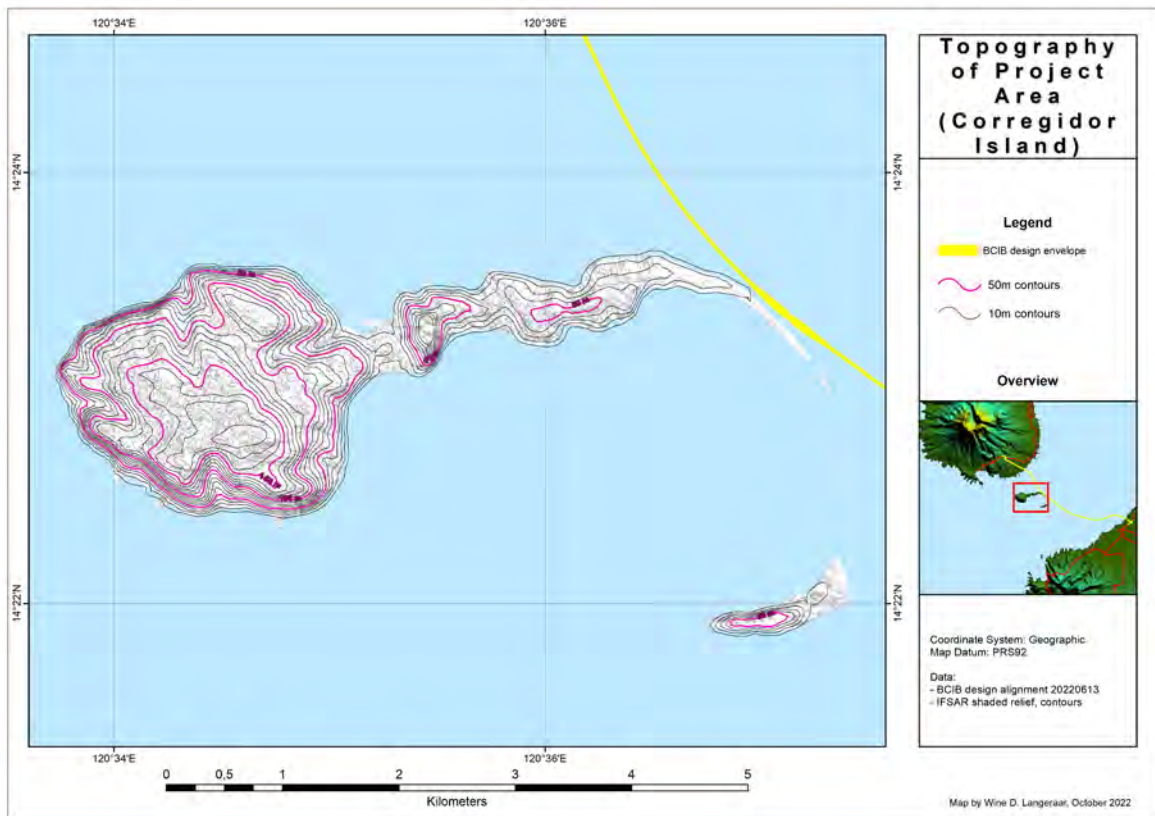 120°34'E
120°36'E
14°24'N
14°24'N
14°22'N
14°22'N
120°34'E
120°36'E
0
0,5
1
2
3
4
5
Kilometers
Topography
of Project
Area
(Corregidor
Island)
Legend
BCIB design envelope
50m contours
10m contours
Overview
Coordinate System: Geographic
Map Datum: PRS92
Data:
- BCIB design alignment 20220613
- IFSAR shaded relief, contours
Map by Wine D. Langeraar, October 2022